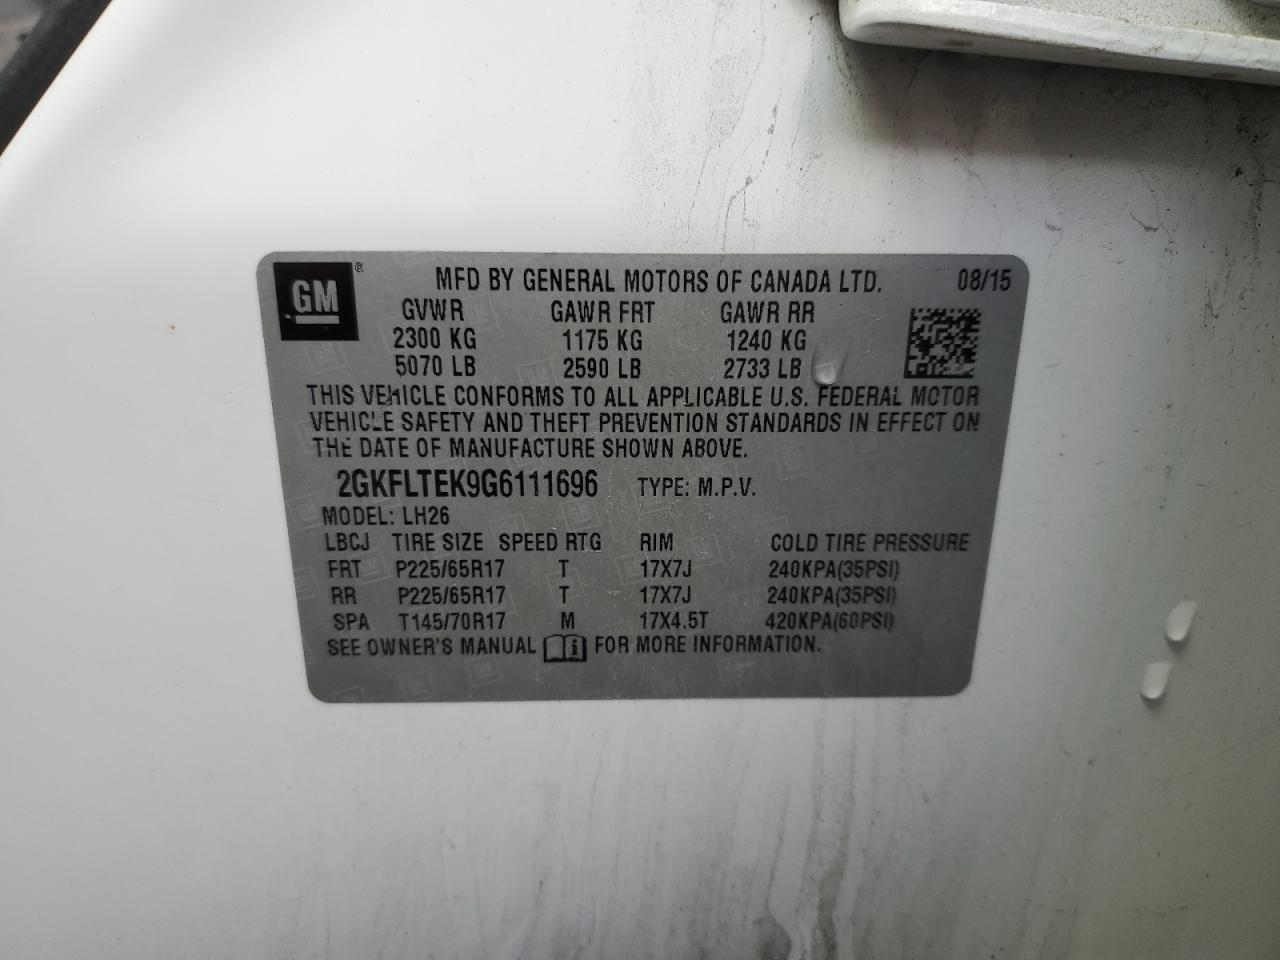 GM ® MFD BY GENERAL MOTORS OF CANADA LTD. 08/15
GVWR GAWR FRT GAWR RR
2300 KG 1175 KG 1240 KG
5070 LB 2590 LB 2733 LB
THIS VEHICLE CONFORMS TO ALL APPLICABLE U.S. FEDERAL MOTOR
VEHICLE SAFETY AND THEFT PREVENTION STANDARDS IN EFFECT ON
THE DATE OF MANUFACTURE SHOWN ABOVE.
2GKFLTEK9G6111696 TYPE: M.P.V.
MODEL: LH26
LBCJ TIRE SIZE SPEED RTG RIM COLD TIRE PRESSURE
FRT P225/65R17 T 17X7J 240KPA(35PSI)
RR P225/65R17 T 17X7J 240KPA(35PSI)
SPA T145/70R17 M 17X4.5T 420KPA(60PSI)
SEE OWNER'S MANUAL i FOR MORE INFORMATION.